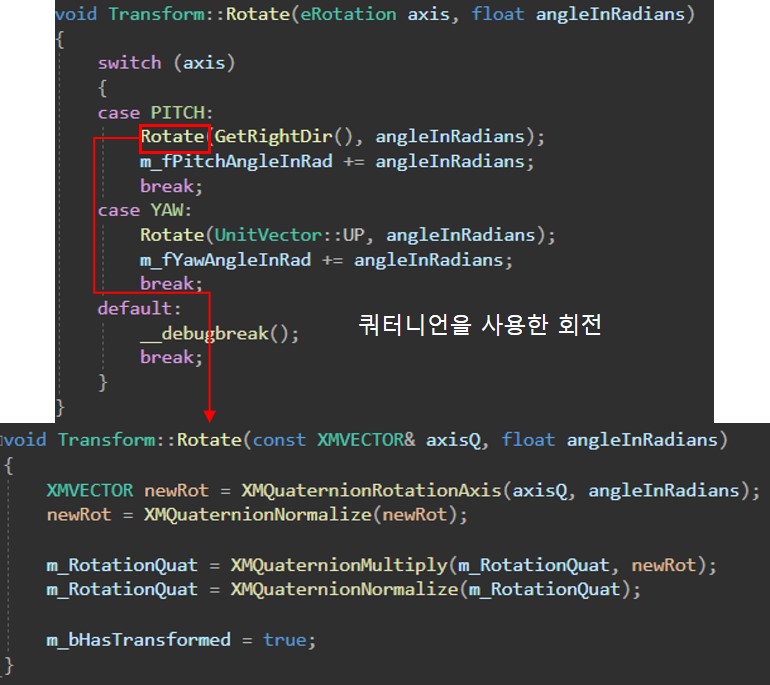 void Transform::Rotate(eRotation axis, float angleInRadians)
{
    switch (axis)
    {
    case PITCH:
        Rotate(GetRightDir(), angleInRadians);
        m_fPitchAngleInRad += angleInRadians;
        break;
    case YAW:
        Rotate(UnitVector::UP, angleInRadians);
        m_fYawAngleInRad += angleInRadians;
        break;
    default:
        __debugbreak();
        break;
    }
}
쿼터니언을 사용한 회전
void Transform::Rotate(const XMVECTOR& axisQ, float angleInRadians)
{
    XMVECTOR newRot = XMQuaternionRotationAxis(axisQ, angleInRadians);
    newRot = XMQuaternionNormalize(newRot);
    m_RotationQuat = XMQuaternionMultiply(m_RotationQuat, newRot);
    m_RotationQuat = XMQuaternionNormalize(m_RotationQuat);
    m_bHasTransformed = true;
}